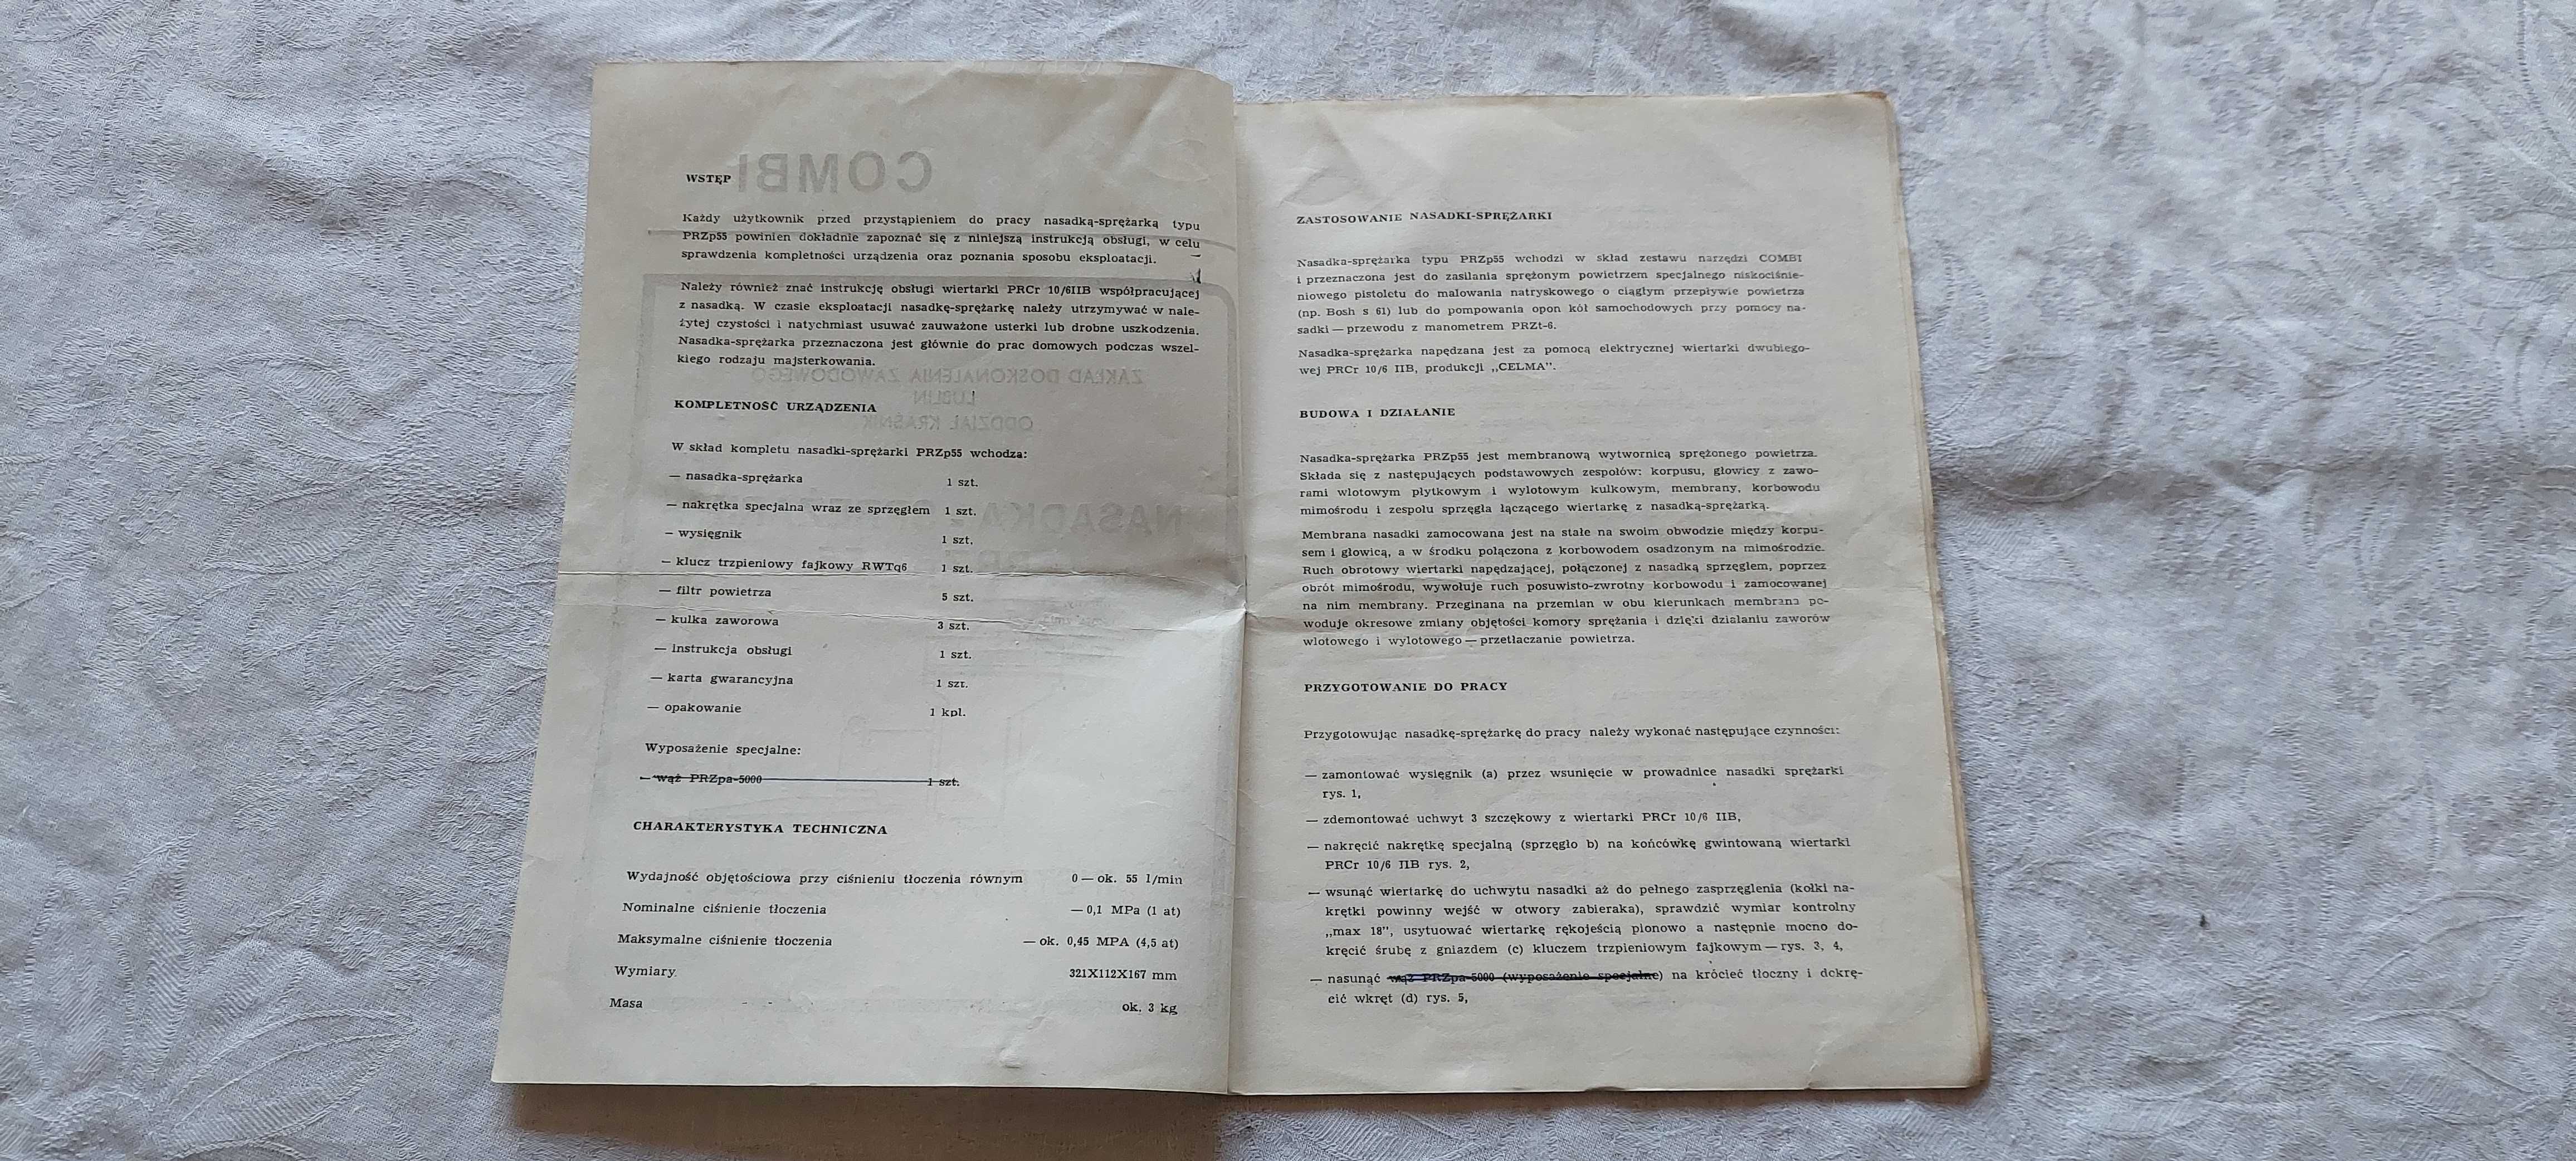 WSTĘP
Każdy użytkownik przed przystąpieniem do pracy nasadką-sprężarką typu
PRZp55 powinien dokładnie zapoznać się z niniejszą instrukcją obsługi, w celu
sprawdzenia kompletności urządzenia oraz poznania sposobu eksploatacji.
Należy również znać instrukcję obsługi wiertarki PRCr 10/6IIB współpracującej
z nasadką. W czasie eksploatacji nasadkę-sprężarkę należy utrzymywać w nale-
żytej czystości i natychmiast usuwać zauważone usterki lub drobne uszkodzenia.
Nasadka-sprężarka przeznaczona jest głównie do prac domowych podczas wszel-
kiego rodzaju majsterkowania.
KOMPLETNOŚĆ URZĄDZENIA
W skład kompletu nasadki-sprężarki PRZp55 wchodzą:
— nasadka-sprężarka 1 szt.
— nakrętka specjalna wraz ze sprzęgłem 1 szt.
— wysięgnik 1 szt.
— klucz trzpieniowy fajkowy RWTq6 1 szt.
— filtr powietrza 5 szt.
— kulka zaworowa 3 szt.
— instrukcja obsługi 1 szt.
— karta gwarancyjna 1 szt.
— opakowanie 1 kpl.
Wyposażenie specjalne:
— wąż PRZpa-5000 1 szt.
CHARAKTERYSTYKA TECHNICZNA
Wydajność objętościowa przy ciśnieniu tłoczenia równym 0 — ok. 55 l/min
Nominalne ciśnienie tłoczenia — 0,1 MPa (1 at)
Maksymalne ciśnienie tłoczenia — ok. 0,45 MPA (4,5 at)
Wymiary 321X112X167 mm
Masa ok. 3 kg
ZASTOSOWANIE NASADKI-SPRĘŻARKI
Nasadka-sprężarka typu PRZp55 wchodzi w skład zestawu narzędzi COMBI
i przeznaczona jest do zasilania sprężonym powietrzem specjalnego niskociśnie-
niowego pistoletu do malowania natryskowego o ciągłym przepływie powietrza
(np. Bosh s 61) lub do pompowania opon kół samochodowych przy pomocy na-
sadki — przewodu z manometrem PRZt-6.
Nasadka-sprężarka napędzana jest za pomocą elektrycznej wiertarki dwubiego-
wej PRCr 10/6 IIB, produkcji „CELMA".
BUDOWA I DZIAŁANIE
Nasadka-sprężarka PRZp55 jest membranową wytwornicą sprężonego powietrza.
Składa się z następujących podstawowych zespołów: korpusu, głowicy z zawo-
rami wlotowym płytkowym i wylotowym kulkowym, membrany, korbowodu
mimośrodu i zespołu sprzęgła łączącego wiertarkę z nasadką-sprężarką.
Membrana nasadki zamocowana jest na stałe na swoim obwodzie między korpu-
sem i głowicą, a w środku połączona z korbowodem osadzonym na mimośrodzie.
Ruch obrotowy wiertarki napędzającej, połączonej z nasadką sprzęgłem, poprzez
obrót mimośrodu, wywołuje ruch posuwisto-zwrotny korbowodu i zamocowanej
na nim membrany. Przeginana na przemian w obu kierunkach membrana po-
woduje okresowe zmiany objętości komory sprężania i dzięki działaniu zaworów
wlotowego i wylotowego — przetłaczanie powietrza.
PRZYGOTOWANIE DO PRACY
Przygotowując nasadkę-sprężarkę do pracy należy wykonać następujące czynności:
— zamontować wysięgnik (a) przez wsunięcie w prowadnice nasadki sprężarki
rys. 1,
— zdemontować uchwyt 3 szczękowy z wiertarki PRCr 10/6 IIB,
— nakręcić nakrętkę specjalną (sprzęgło b) na końcówkę gwintowaną wiertarki
PRCr 10/6 IIB rys. 2,
— wsunąć wiertarkę do uchwytu nasadki aż do pełnego zasprzęglenia (kołki na-
krętki powinny wejść w otwory zabieraka), sprawdzić wymiar kontrolny
„max 18", usytuować wiertarkę rękojeścią pionowo a następnie mocno do-
kręcić śrubę z gniazdem (c) kluczem trzpieniowym fajkowym — rys. 3, 4,
— nasunąć wąż PRZpa-5000 (wyposażenie specjalne) na króciec tłoczny i dokrę-
cić wkręt (d) rys. 5,